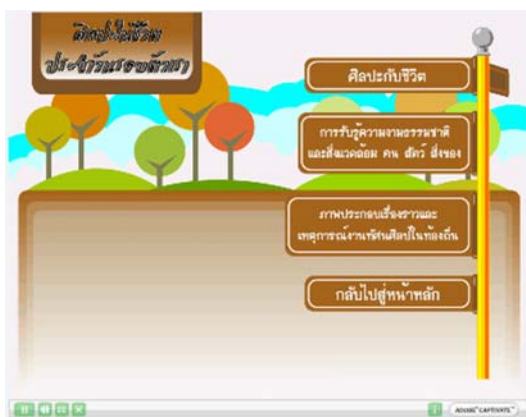 ศิลปะในชีวิต
ประจำวันรอบตัวเรา
ศิลปะกับชีวิต
การรับรู้ความงามธรรมชาติ
และสิ่งแวดล้อม คน สัตว์ สิ่งของ
ภาพประกอบเรื่องราวและ
เหตุการณ์งานทัศนศิลป์ในท้องถิ่น
กลับไปสู่หน้าหลัก
ADOBE CAPTIVATE